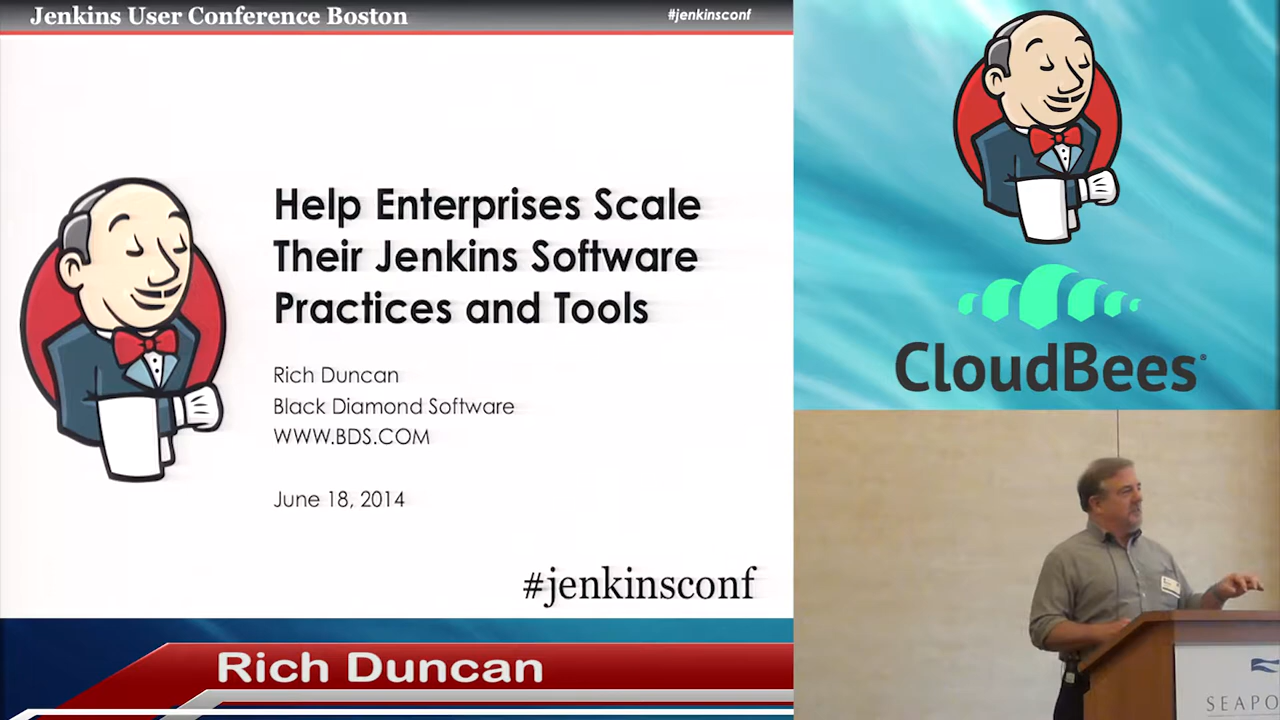 Jenkins User Conference Boston
#jenkinsconf
Help Enterprises Scale
Their Jenkins Software
Practices and Tools
Rich Duncan
Black Diamond Software
WWW.BDS.COM
June 18, 2014
#jenkinsconf
Rich Duncan
CloudBees®
SEAPO